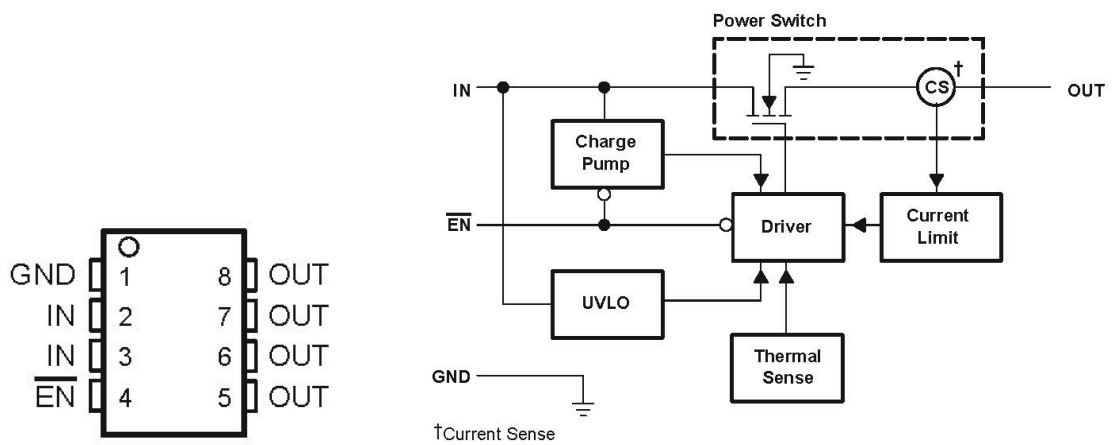 GND 1 8 OUT
IN 2 7 OUT
IN 3 6 OUT
EN 4 5 OUT
Power Switch
†
IN CS OUT
Charge
Pump
EN Driver Current
Limit
UVLO
Thermal
Sense
GND
†Current Sense